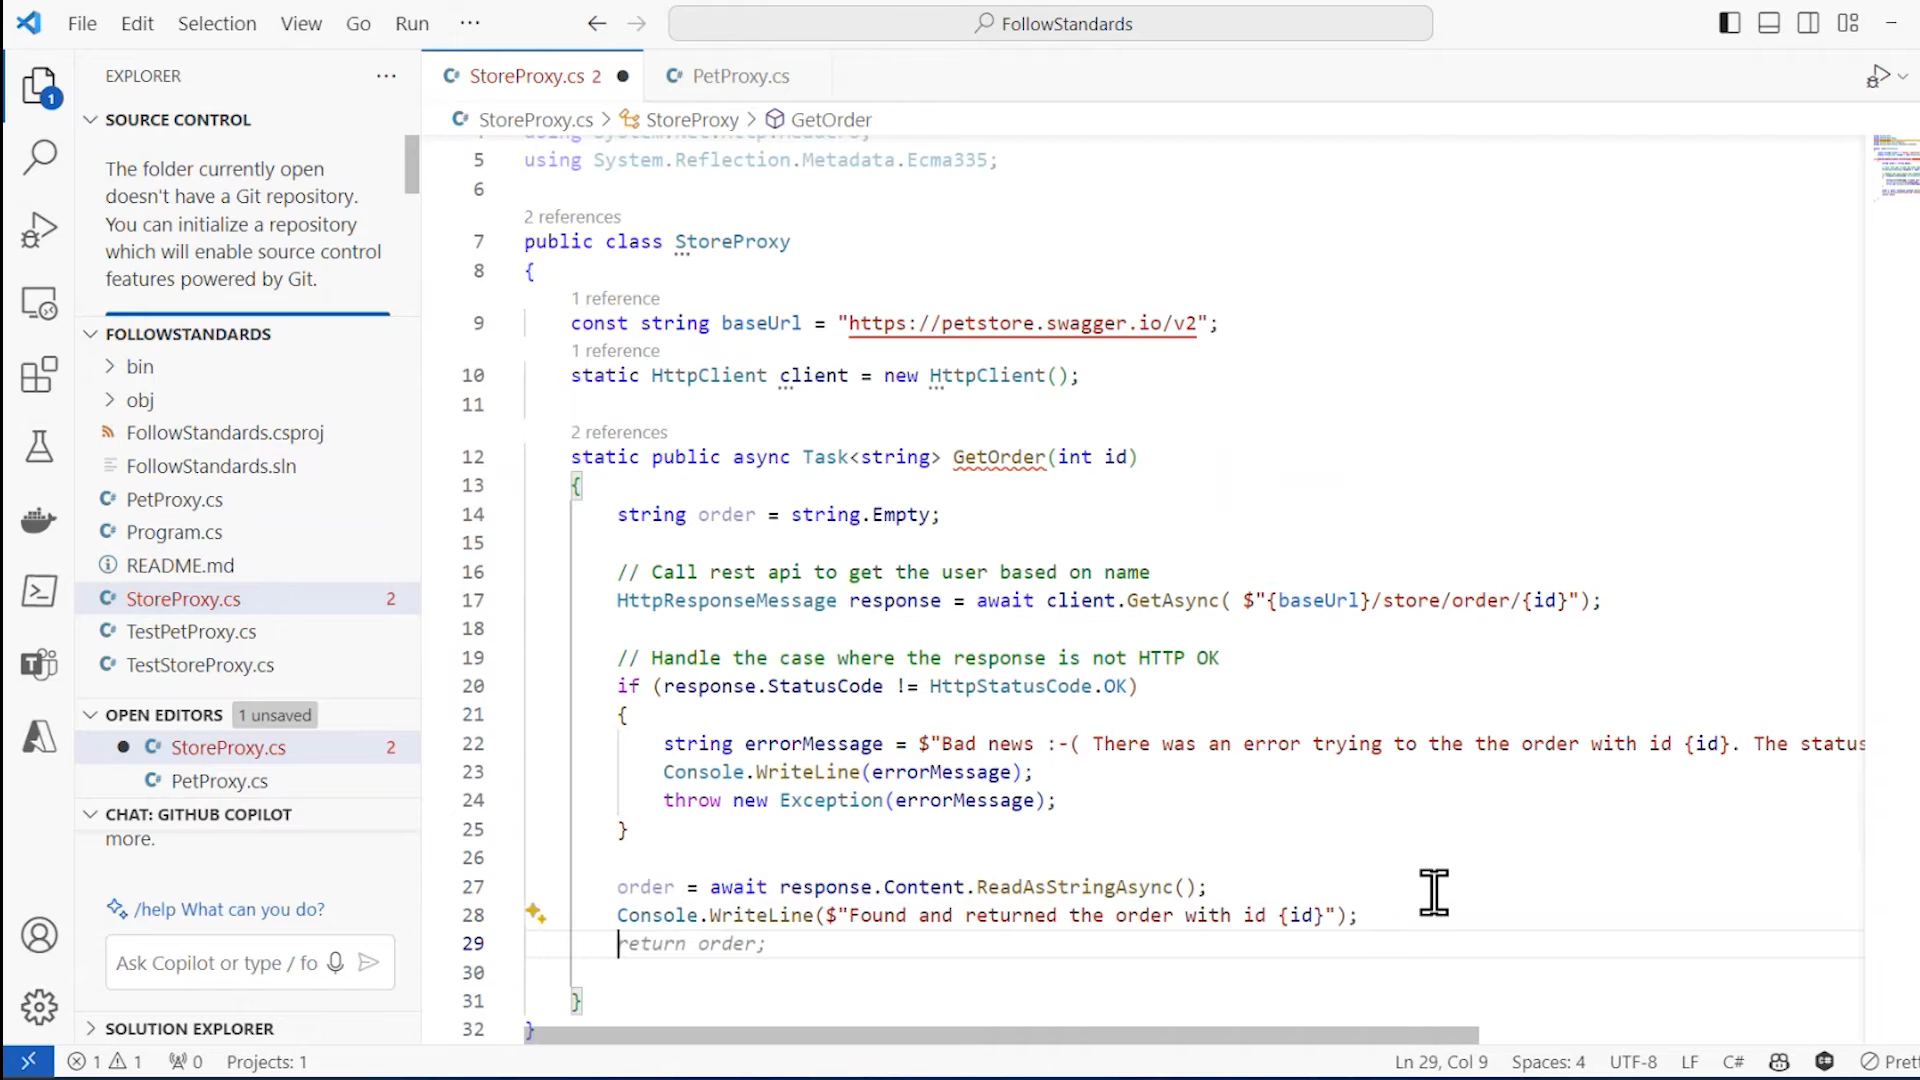 File Edit Selection View Go Run ···
FollowStandards
EXPLORER
SOURCE CONTROL
The folder currently open
doesn't have a Git repository.
You can initialize a repository
which will enable source control
features powered by Git.
FOLLOWSTANDARDS
bin
obj
FollowStandards.csproj
FollowStandards.sln
PetProxy.cs
Program.cs
README.md
StoreProxy.cs 2
TestPetProxy.cs
TestStoreProxy.cs
OPEN EDITORS 1 unsaved
StoreProxy.cs 2
PetProxy.cs
CHAT: GITHUB COPILOT
more.
/help What can you do?
Ask Copilot or type / fo
SOLUTION EXPLORER
StoreProxy.cs 2 ● PetProxy.cs
StoreProxy.cs > StoreProxy > GetOrder
5 using System.Reflection.Metadata.Ecma335;
6
2 references
7 public class StoreProxy
8 {
1 reference
9 const string baseUrl = "https://petstore.swagger.io/v2";
1 reference
10 static HttpClient client = new HttpClient();
11
2 references
12 static public async Task<string> GetOrder(int id)
13 {
14 string order = string.Empty;
15
16 // Call rest api to get the user based on name
17 HttpResponseMessage response = await client.GetAsync( $"{baseUrl}/store/order/{id}");
18
19 // Handle the case where the response is not HTTP OK
20 if (response.StatusCode != HttpStatusCode.OK)
21 {
22 string errorMessage = $"Bad news :-( There was an error trying to the the order with id {id}. The status
23 Console.WriteLine(errorMessage);
24 throw new Exception(errorMessage);
25 }
26
27 order = await response.Content.ReadAsStringAsync();
28 Console.WriteLine($"Found and returned the order with id {id}");
29 return order;
30
31 }
32 }
1 1 0 Projects: 1 Ln 29, Col 9 Spaces: 4 UTF-8 LF C# Prett